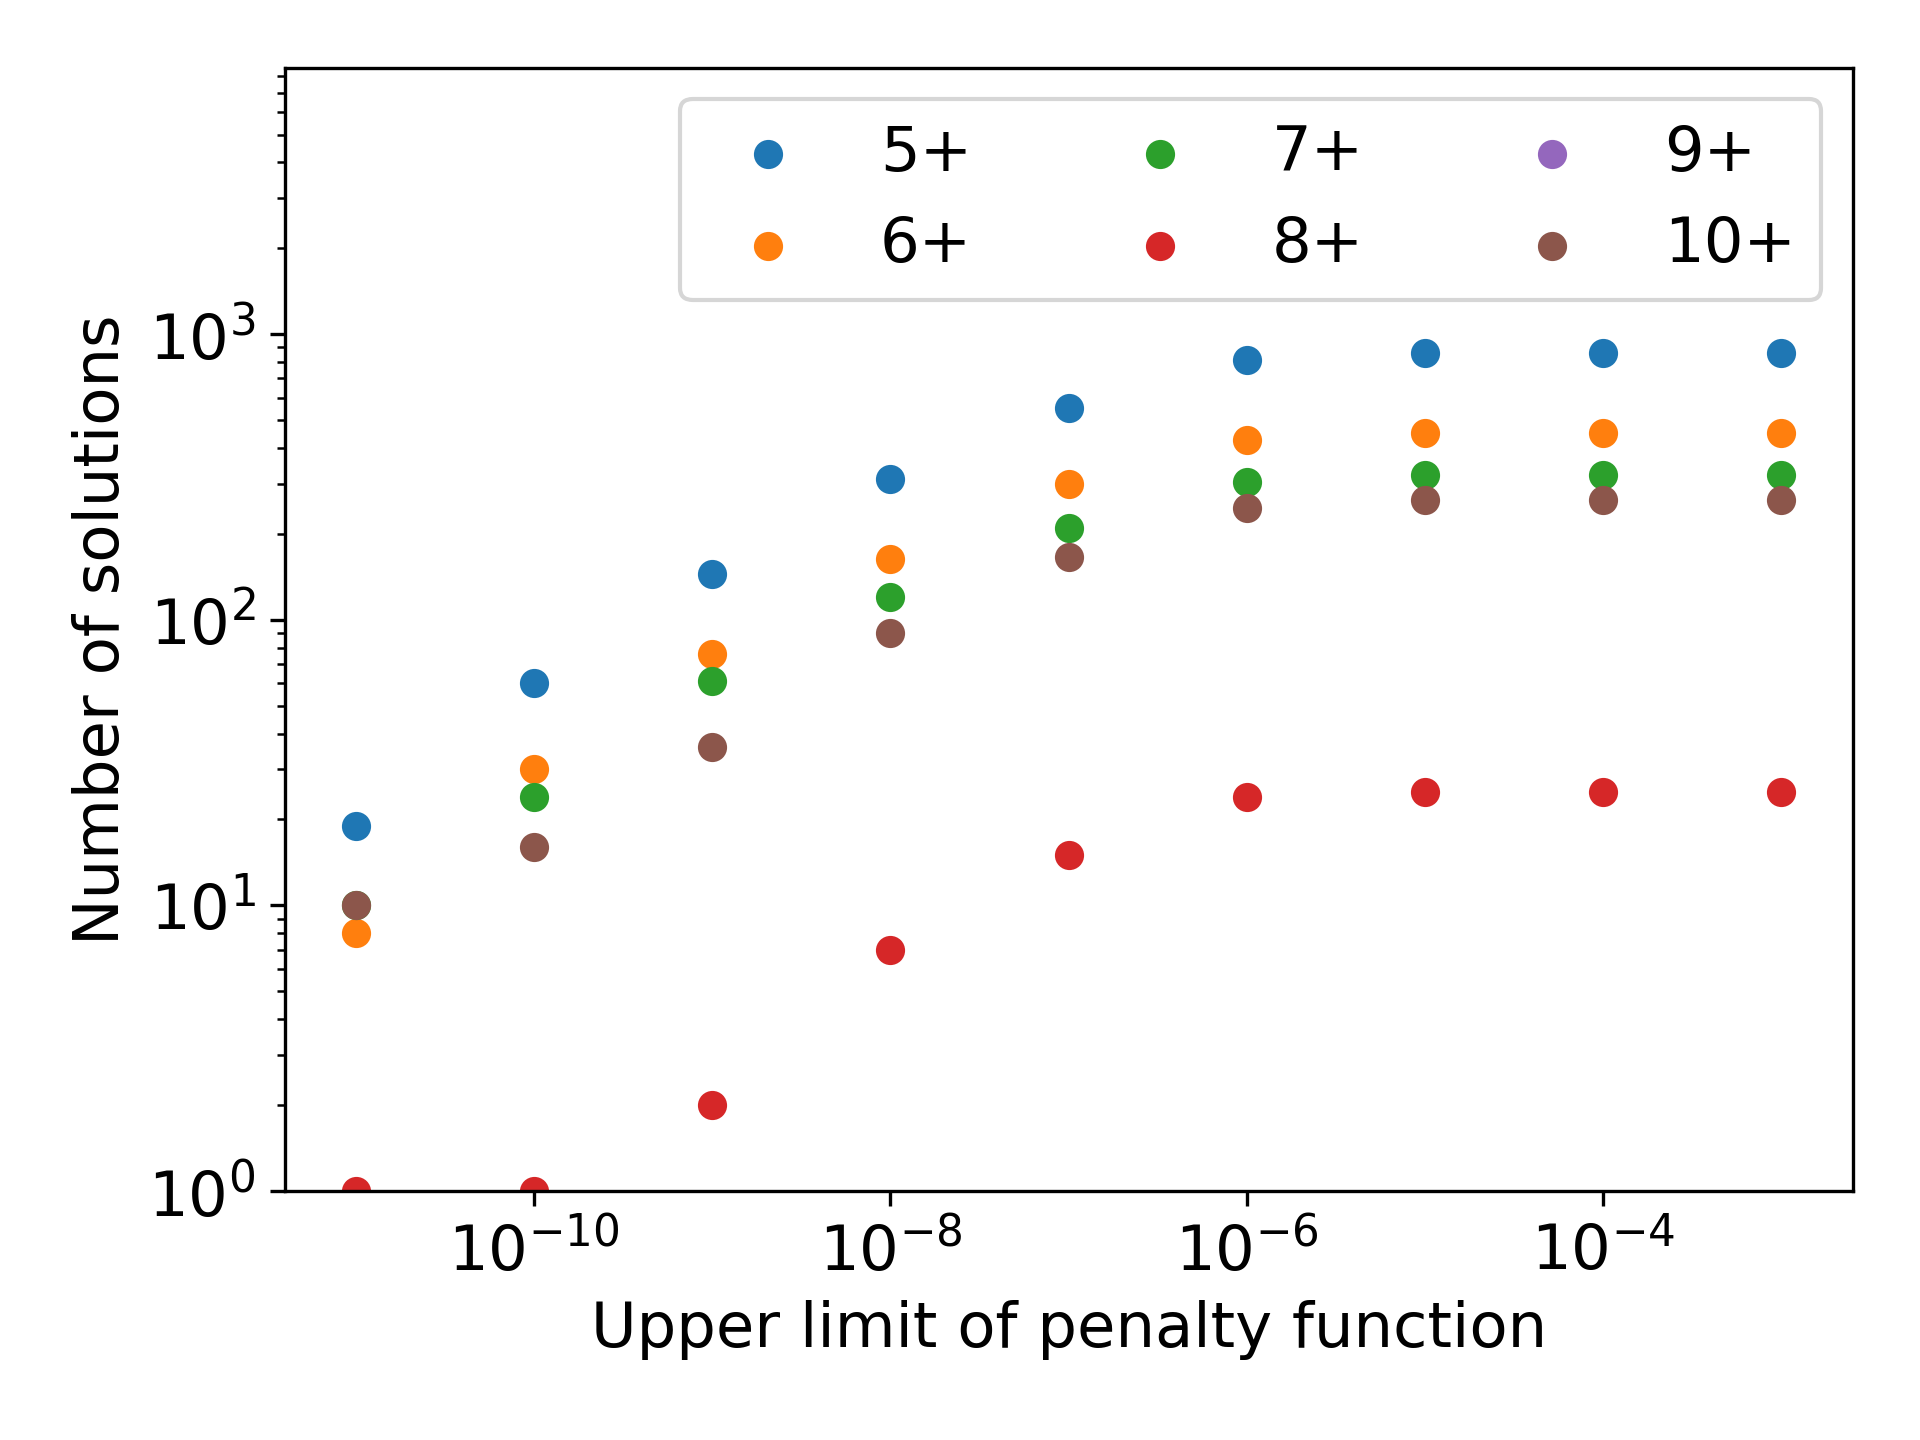 5+ 7+ 9+
6+ 8+ 10+
Number of solutions
10³
10²
10¹
10⁰
10⁻¹⁰ 10⁻⁸ 10⁻⁶ 10⁻⁴
Upper limit of penalty function